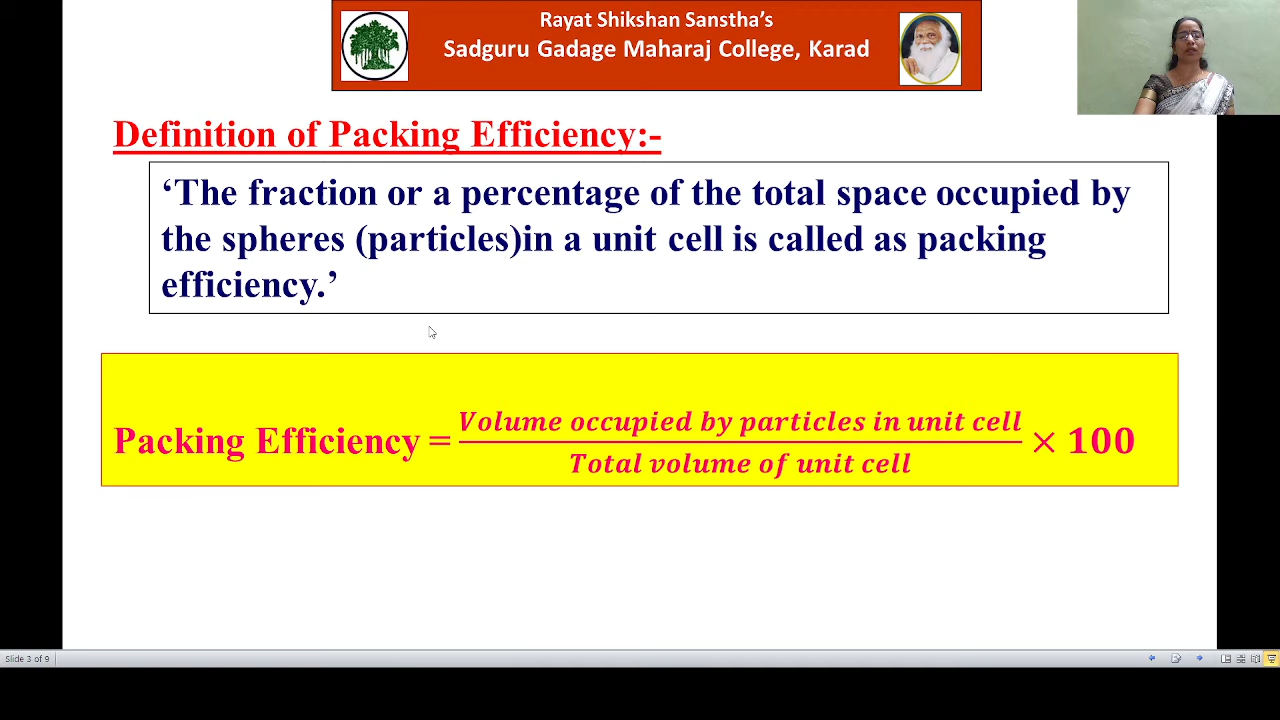 Rayat Shikshan Sanstha’s
Sadguru Gadage Maharaj College, Karad
Definition of Packing Efficiency:-
‘The fraction or a percentage of the total space occupied by
the spheres (particles)in a unit cell is called as packing
efficiency.’
Volume occupied by particles in unit cell
Packing Efficiency = × 100
Total volume of unit cell
Slide 3 of 9